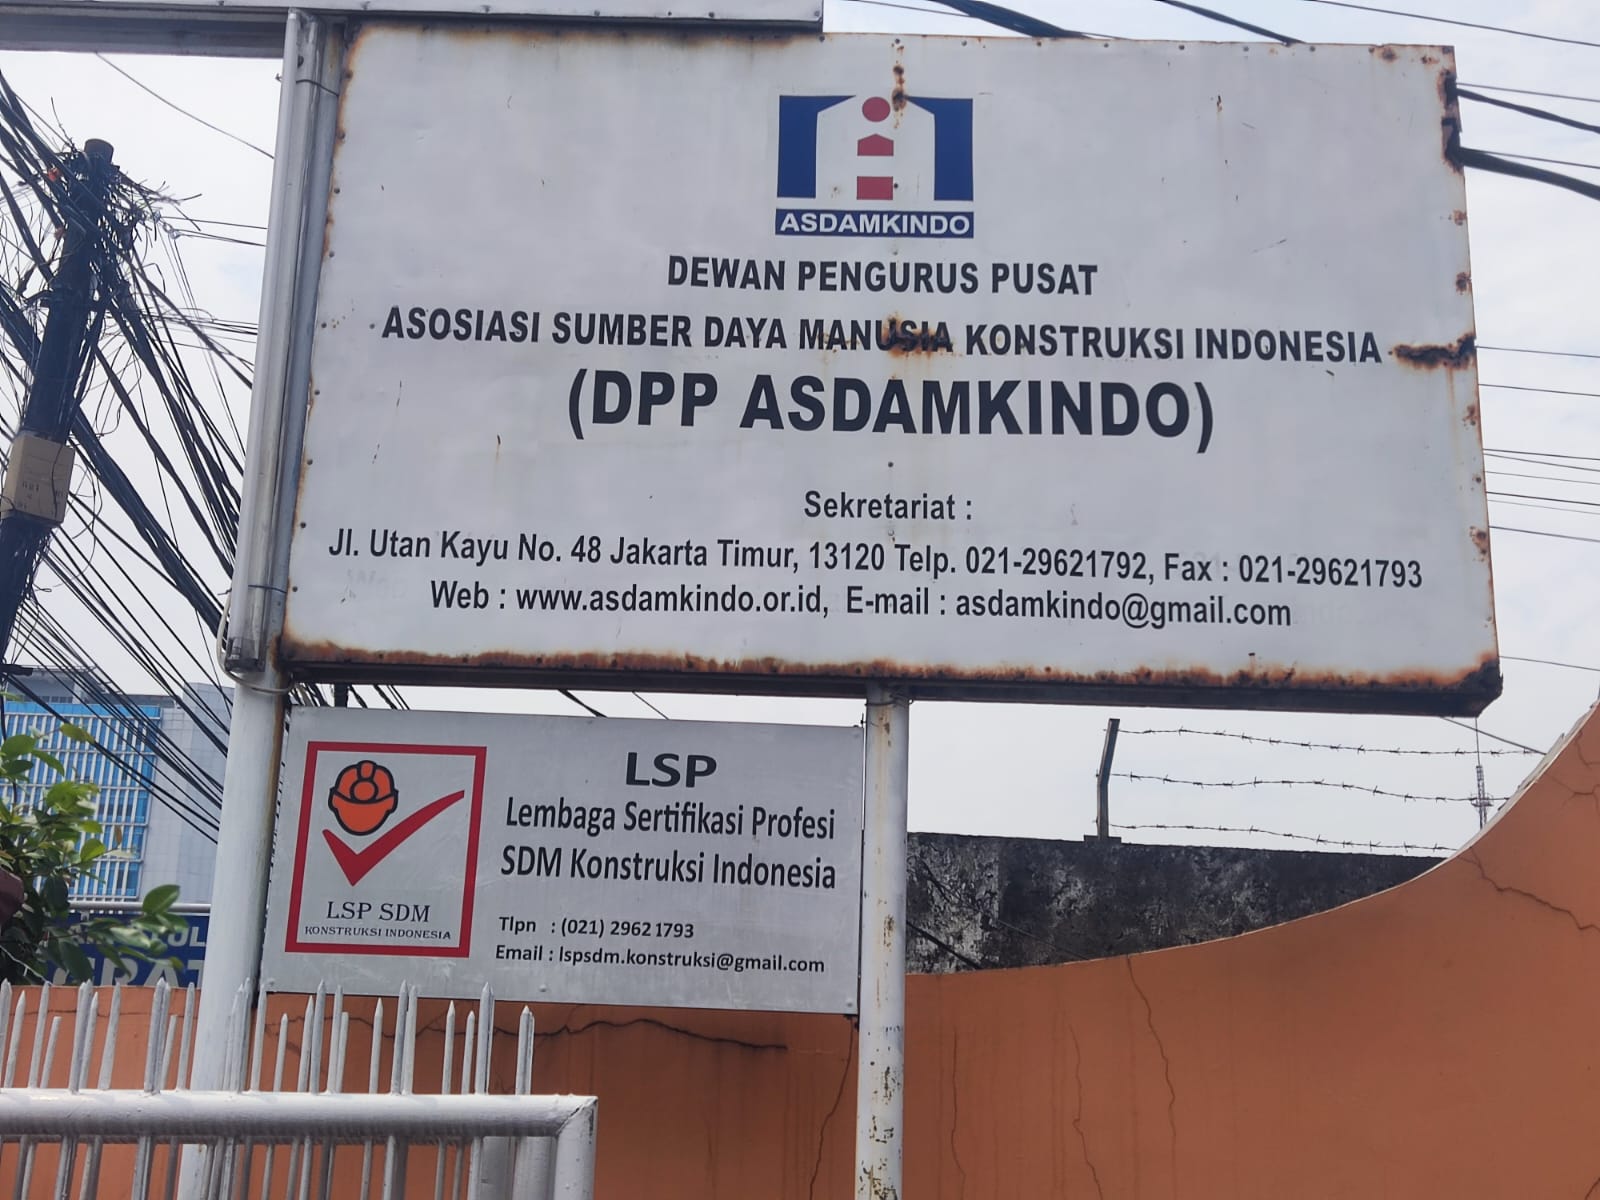 ASDAMKINDO
DEWAN PENGURUS PUSAT
ASOSIASI SUMBER DAYA MANUSIA KONSTRUKSI INDONESIA
(DPP ASDAMKINDO)
Sekretariat :
Jl. Utan Kayu No. 48 Jakarta Timur, 13120 Telp. 021-29621792, Fax : 021-29621793
Web : www.asdamkindo.or.id, E-mail : asdamkindo@gmail.com
LSP
Lembaga Sertifikasi Profesi
SDM Konstruksi Indonesia
Tlpn : (021) 29621793
Email : lspsdm.konstruksi@gmail.com
LSP SDM
KONSTRUKSI INDONESIA